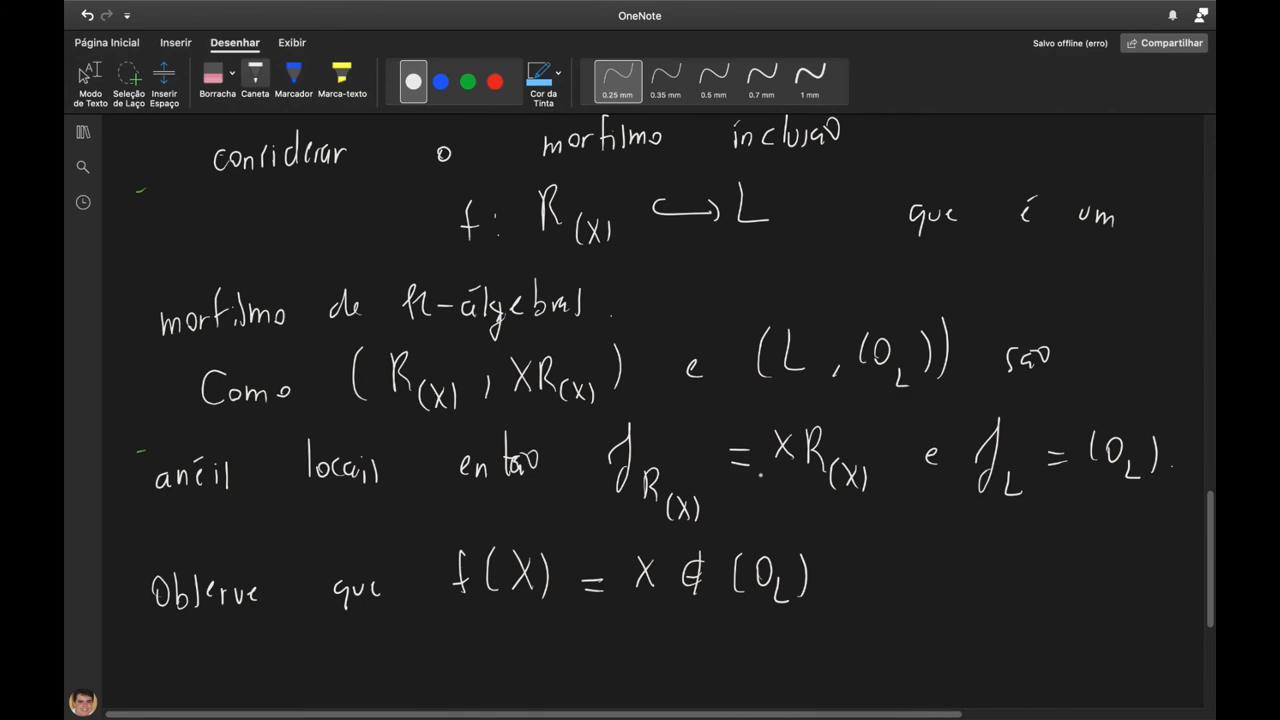 OneNote
Página Inicial Inserir Desenhar Exibir Salvo offline (erro) Compartilhar
Modo de Texto Seleção de Laço Inserir Espaço Borracha Caneta Marcador Marca-texto Cor da Tinta 0.25 mm 0.35 mm 0.5 mm 0.7 mm 1 mm
considerar o morfismo inclusão
f: R_(X) ↪ L que é um
morfismo de k-álgebras.
Como (R_(X), XR_(X)) e (L, (0_L)) são
anéis locais então J_{R_(X)} = XR_(X) e J_L = (0_L).
Observe que f(X) = X ∉ (0_L)